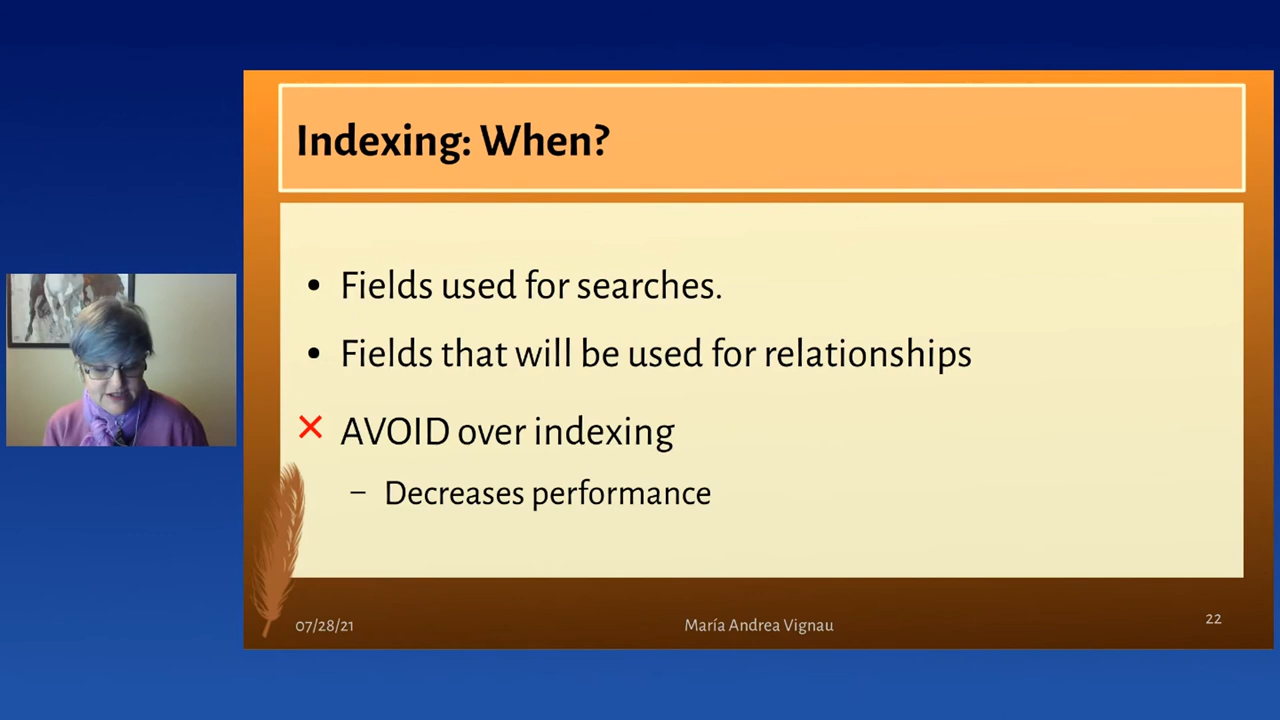 Indexing: When?
• Fields used for searches.
• Fields that will be used for relationships
✕ AVOID over indexing
– Decreases performance
07/28/21
María Andrea Vignau
22